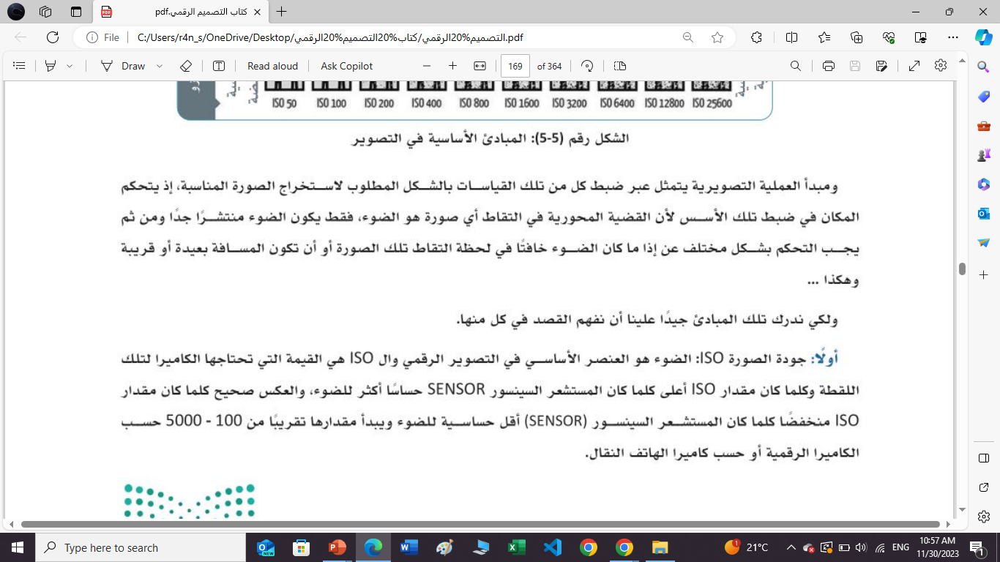 كتاب التصميم الرقمي.pdf
File
C:/Users/r4n_s/OneDrive/Desktop/التصميم%20الرقمي/كتاب%20التصميم%20الرقمي.pdf
Draw
Read aloud
Ask Copilot
169 of 364
ISO 50 ISO 100 ISO 200 ISO 400 ISO 800 ISO 1600 ISO 3200 ISO 6400 ISO 12800 ISO 25600
الشكل رقم (5-5): المبادئ الأساسية في التصوير
ومبدأ العملية التصويرية يتمثل عبر ضبط كل من تلك القياسات بالشكل المطلوب لاستخراج الصورة المناسبة، إذ يتحكم
المكان في ضبط تلك الأسس لأن القضية المحورية في التقاط أي صورة هو الضوء، فقط يكون الضوء منتشرًا جدًا ومن ثم
يجب التحكم بشكل مختلف عن إذا ما كان الضوء خافتًا في لحظة التقاط تلك الصورة أو أن تكون المسافة بعيدة أو قريبة
وهكذا ...
ولكي ندرك تلك المبادئ جيدًا علينا أن نفهم القصد في كل منها.
أولًا: جودة الصورة ISO: الضوء هو العنصر الأساسي في التصوير الرقمي وال ISO هي القيمة التي تحتاجها الكاميرا لتلك
اللقطة وكلما كان مقدار ISO أعلى كلما كان المستشعر السينسور SENSOR حساسًا أكثر للضوء، والعكس صحيح كلما كان مقدار
ISO منخفضًا كلما كان المستشعر السينسور (SENSOR) أقل حساسية للضوء ويبدأ مقدارها تقريبًا من 100 - 5000 حسب
الكاميرا الرقمية أو حسب كاميرا الهاتف النقال.
Type here to search
21°C
ENG
10:57 AM
11/30/2023